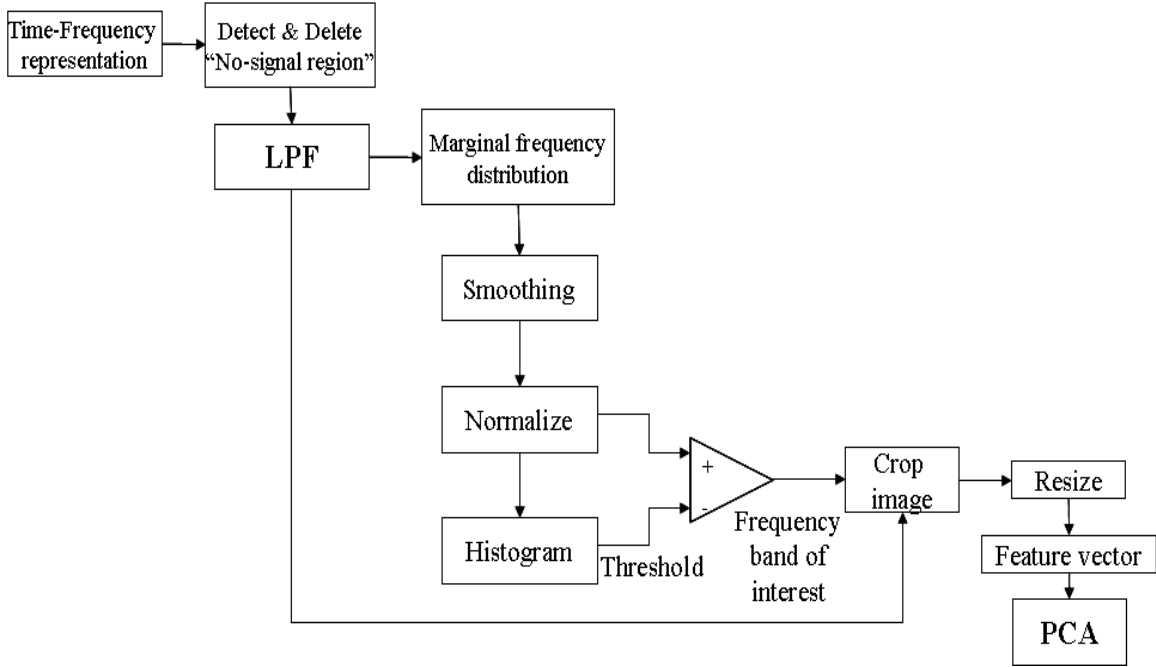 Time-Frequency
representation
Detect & Delete
“No-signal region”
LPF
Marginal frequency
distribution
Smoothing
Normalize
Histogram
Threshold
+
-
Frequency
band of
interest
Crop
image
Resize
Feature vector
PCA